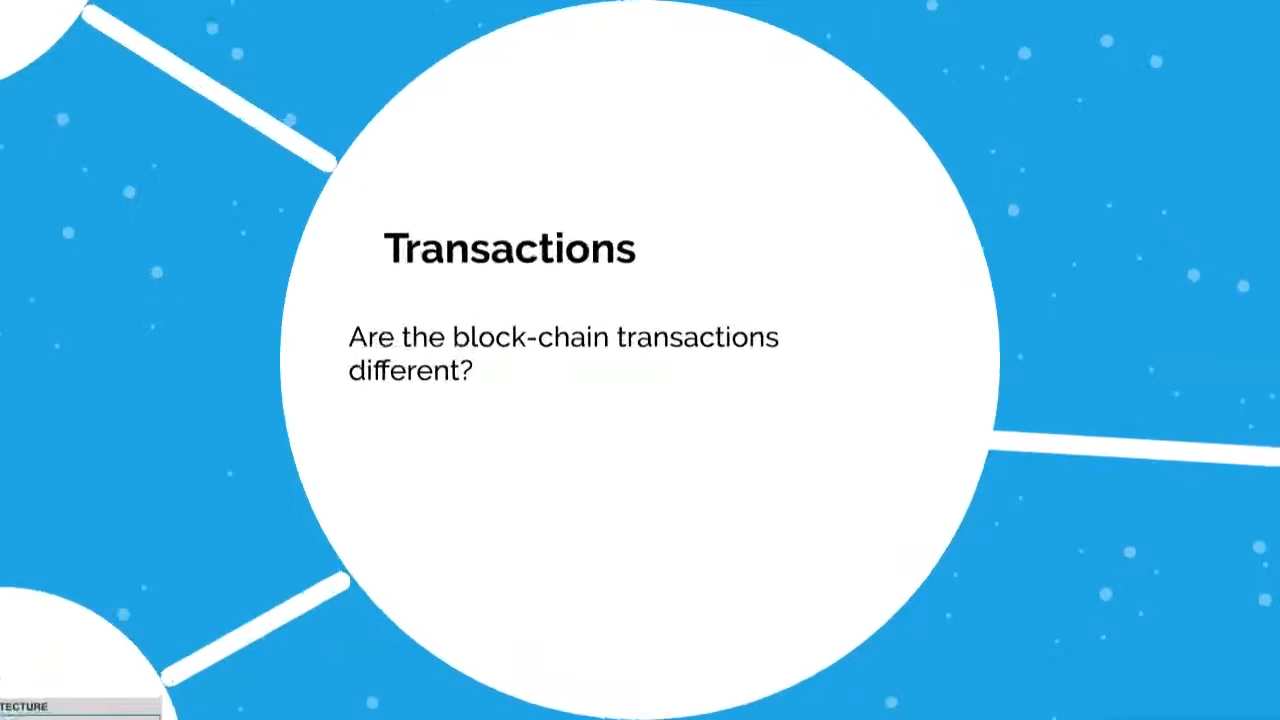 Transactions
Are the block-chain transactions
different?
TECTURE